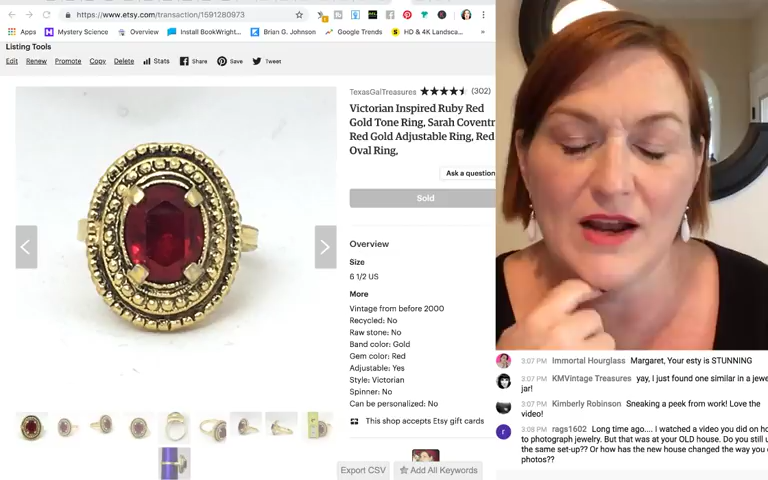 https://www.etsy.com/transaction/1591280973
Apps Mystery Science Overview Install BookWright... Brian G. Johnson Google Trends HD & 4K Landsca...
Listing Tools
Edit Renew Promote Copy Delete Stats Share Save Tweet
TexasGalTreasures (302)
Victorian Inspired Ruby Red
Gold Tone Ring, Sarah Coventr
Red Gold Adjustable Ring, Red
Oval Ring,
Ask a question
Sold
Overview
Size
6 1/2 US
More
Vintage from before 2000
Recycled: No
Raw stone: No
Band color: Gold
Gem color: Red
Adjustable: Yes
Style: Victorian
Spinner: No
Can be personalized: No
This shop accepts Etsy gift cards
Export CSV Add All Keywords
3:07 PM Immortal Hourglass Margaret, Your esty is STUNNING
3:07 PM KMVintage Treasures yay, I just found one similar in a jewe
jar!
3:07 PM Kimberly Robinson Sneaking a peek from work! Love the
video!
3:08 PM rags1602 Long time ago.... I watched a video you did on ho
to photograph jewelry. But that was at your OLD house. Do you still u
the same set-up?? Or how has the new house changed the way you
photos??